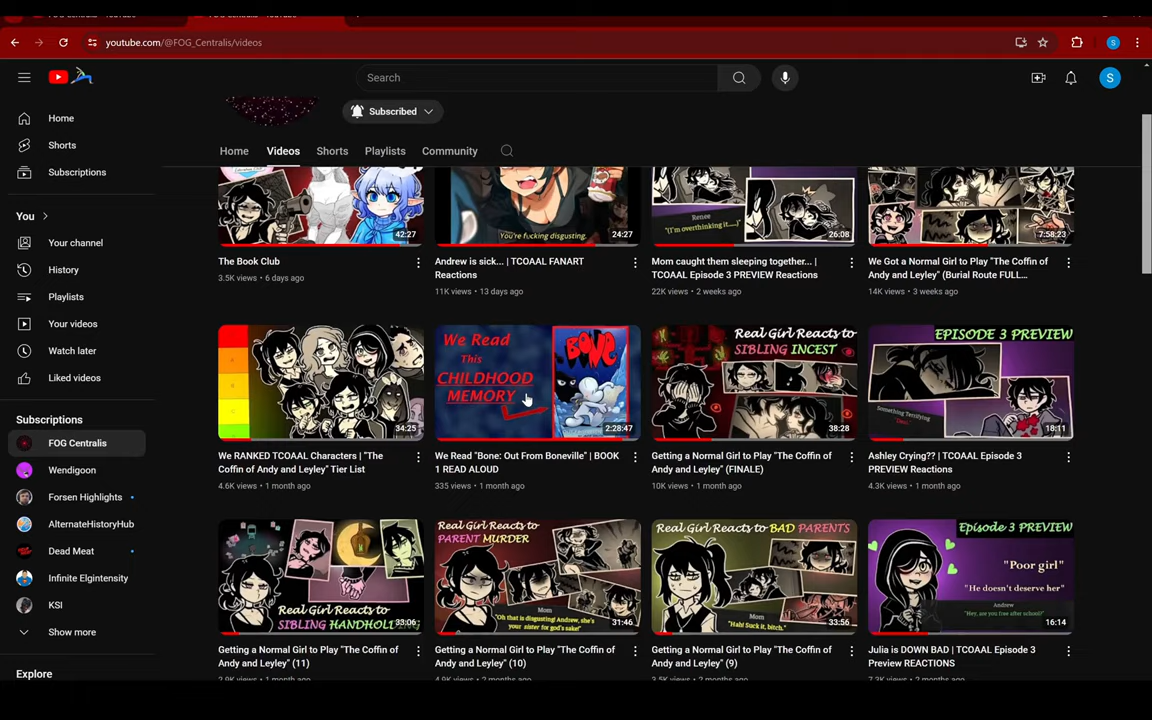 youtube.com/@FOG_Centralis/videos
S
Search
S
Subscribed
Home
Videos
Shorts
Playlists
Community
Home
Shorts
Subscriptions
You
Your channel
History
Playlists
Your videos
Watch later
Liked videos
Subscriptions
FOG Centralis
Wendigoon
Forsen Highlights
AlternateHistoryHub
Dead Meat
Infinite Elgintensity
KSI
Show more
Explore
42:27
The Book Club
3.5K views • 6 days ago
You're fucking disgusting.
24:27
Andrew is sick... | TCOAAL FANART
Reactions
11K views • 13 days ago
Renee
"(I'm overthinking it.....)"
26:08
Mom caught them sleeping together... |
TCOAAL Episode 3 PREVIEW Reactions
22K views • 2 weeks ago
7:58:23
We Got a Normal Girl to Play "The Coffin
of Andy and Leyley" (Burial Route FULL...
14K views • 3 weeks ago
34:25
We RANKED TCOAAL Characters | "The
Coffin of Andy and Leyley" Tier List
4.6K views • 1 month ago
We Read
This
CHILDHOOD
MEMORY
BONE
2:28:47
We Read "Bone: Out From Boneville" | BOOK
1 READ ALOUD
335 views • 1 month ago
Real Girl Reacts to
SIBLING INCEST
38:28
Getting a Normal Girl to Play "The Coffin of
Andy and Leyley" (FINALE)
10K views • 1 month ago
EPISODE 3 PREVIEW
Something Terrifying
18:11
Ashley Crying?? | TCOAAL Episode 3
PREVIEW Reactions
4.3K views • 1 month ago
Real Girl Reacts to
SIBLING
33:06
Getting a Normal Girl to Play "The Coffin of
Andy and Leyley" (11)
Real Girl Reacts to
PARENT MURDER
Mom
"Oh that is disgusting! Andrew, she's
your sister for god's sake!"
31:46
Getting a Normal Girl to Play "The Coffin of
Andy and Leyley" (10)
Real Girl Reacts to BAD PARENTS
Mom
"Hah! Suck it, bitch."
33:56
Getting a Normal Girl to Play "The Coffin of
Andy and Leyley" (9)
Episode 3 PREVIEW
"Poor girl"
"He doesn't deserve her"
Andrew
"Hey, are you free after school?"
16:14
Julia is DOWN BAD | TCOAAL Episode 3
Preview REACTIONS